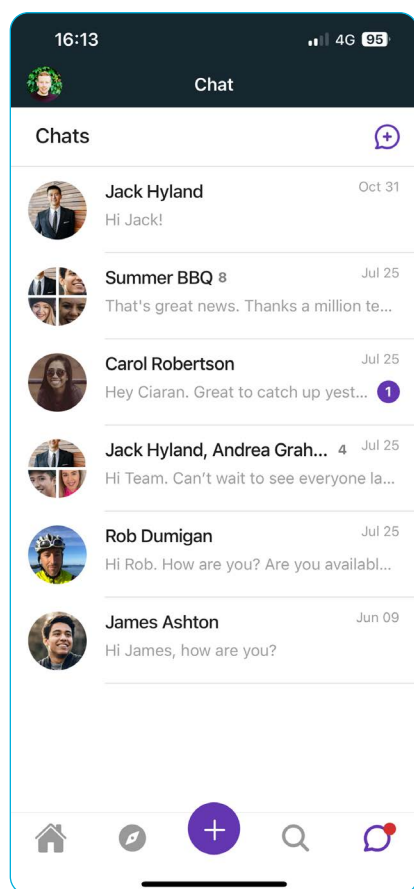 16:13 4G 95
Chat
Chats
Jack Hyland Oct 31
Hi Jack!
Summer BBQ 8 Jul 25
That's great news. Thanks a million te...
Carol Robertson Jul 25
Hey Ciaran. Great to catch up yest... 1
Jack Hyland, Andrea Grah... 4 Jul 25
Hi Team. Can’t wait to see everyone la...
Rob Dumigan Jul 25
Hi Rob. How are you? Are you availabl...
James Ashton Jun 09
Hi James, how are you?